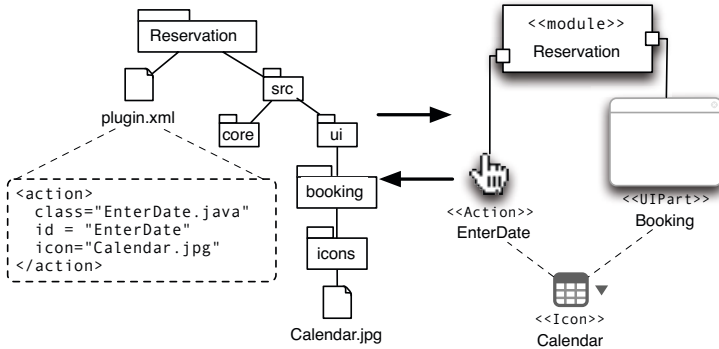 Reservation
plugin.xml
src
core
ui
<action>
class="EnterDate.java"
id = "EnterDate"
icon="Calendar.jpg"
</action>
booking
icons
Calendar.jpg
<<module>>
Reservation
<<Action>>
EnterDate
<<UIPart>>
Booking
<<Icon>>
Calendar